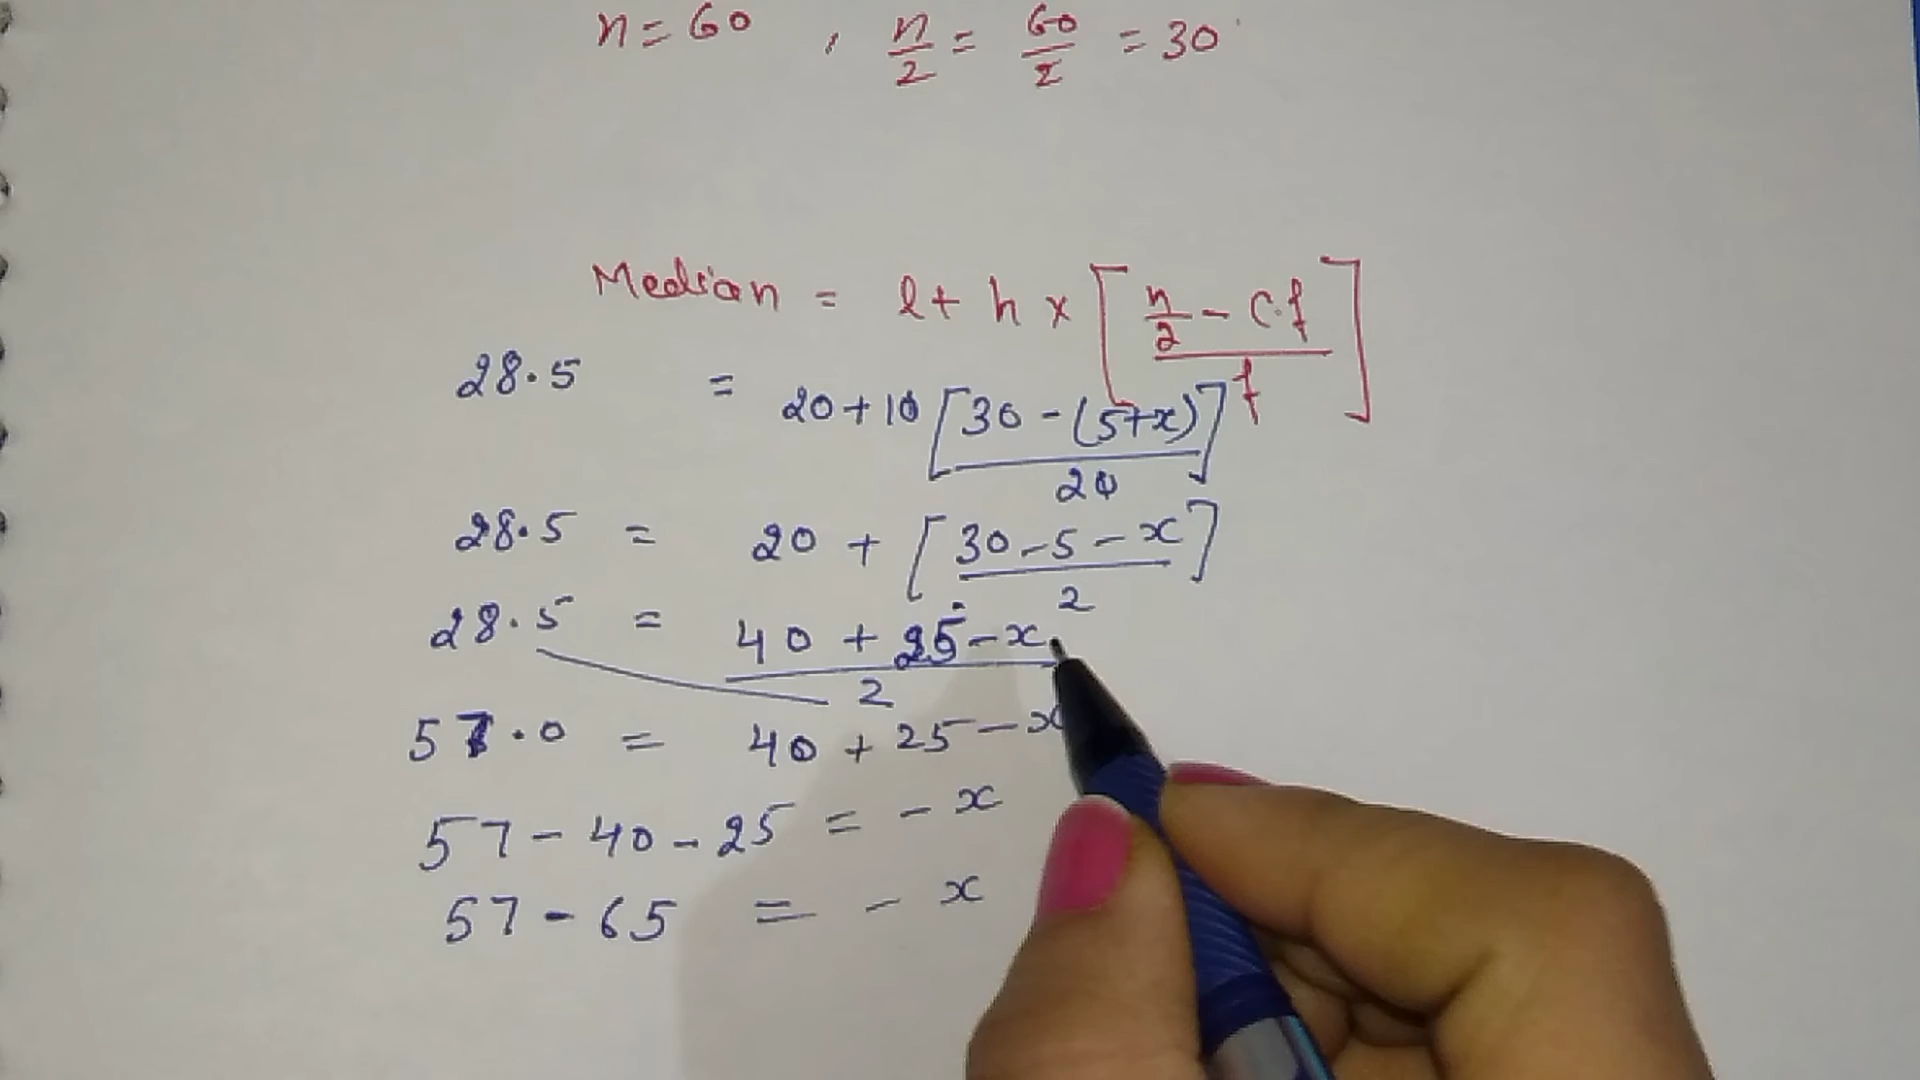 n = 60 , n/2 = 60/2 = 30
Median = l + h × [n/2 - c.f / f]
28.5 = 20 + 10 [30 - (5+x) / 20]
28.5 = 20 + [30 - 5 - x / 2]
28.5 = 40 + 25 - x / 2
57.0 = 40 + 25 - x
57 - 40 - 25 = - x
57 - 65 = - x